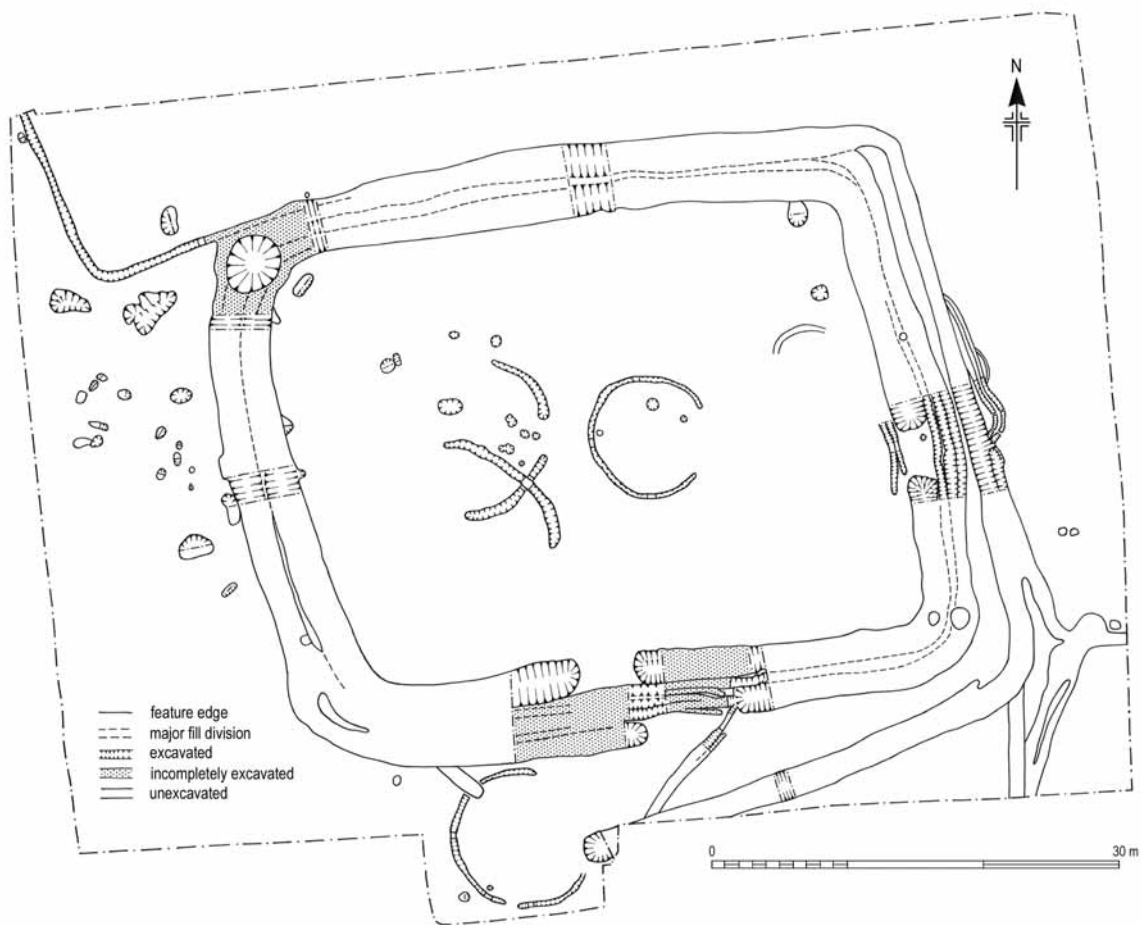 N
feature edge
major fill division
excavated
incompletely excavated
unexcavated
0 30 m